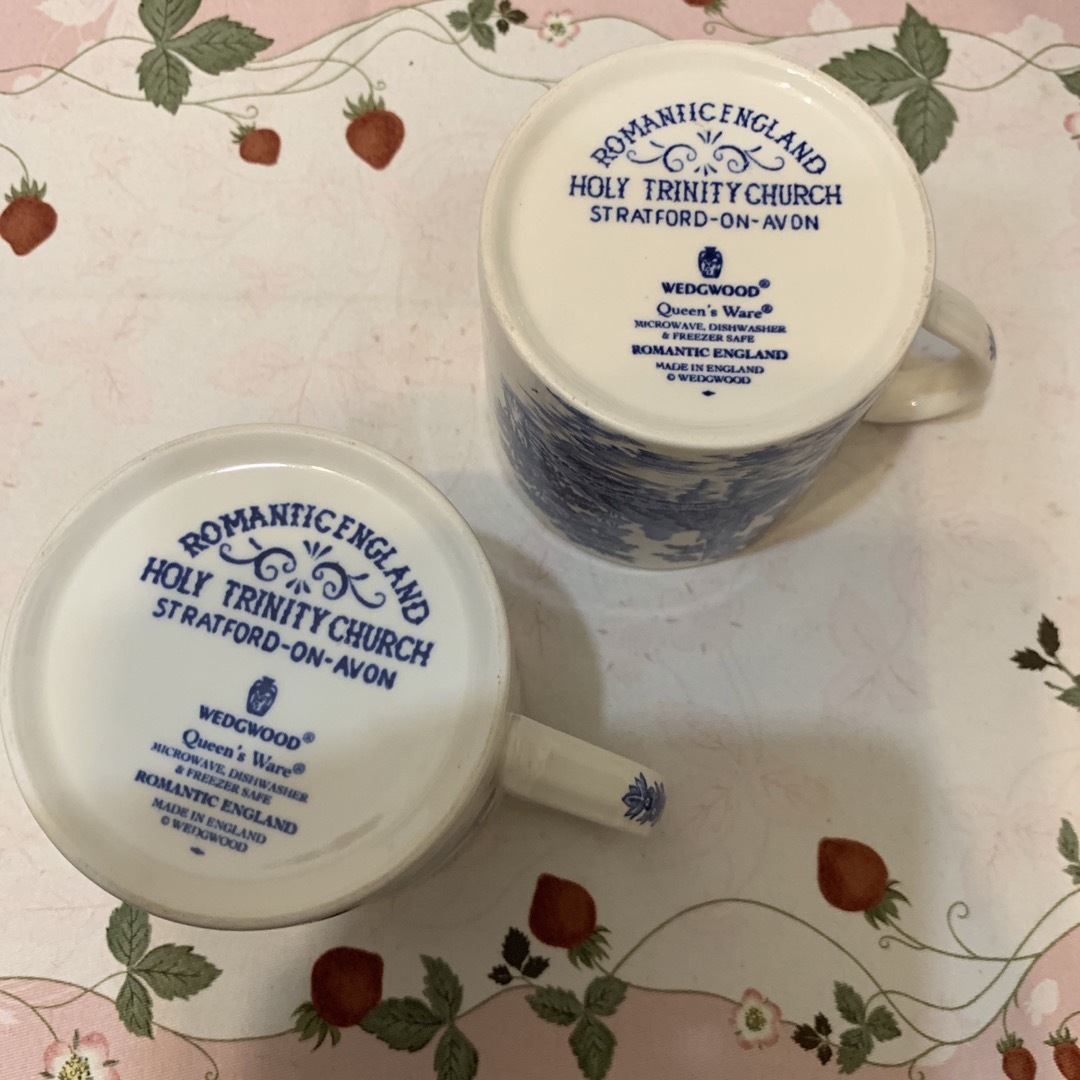 ROMANTIC ENGLAND
HOLY TRINITY CHURCH
STRATFORD-ON-AVON
WEDGWOOD®
Queen's Ware®
MICROWAVE, DISHWASHER
& FREEZER SAFE
ROMANTIC ENGLAND
MADE IN ENGLAND
© WEDGWOOD
ROMANTIC ENGLAND
HOLY TRINITY CHURCH
STRATFORD-ON-AVON
WEDGWOOD®
Queen's Ware®
MICROWAVE, DISHWASHER
& FREEZER SAFE
ROMANTIC ENGLAND
MADE IN ENGLAND
© WEDGWOOD